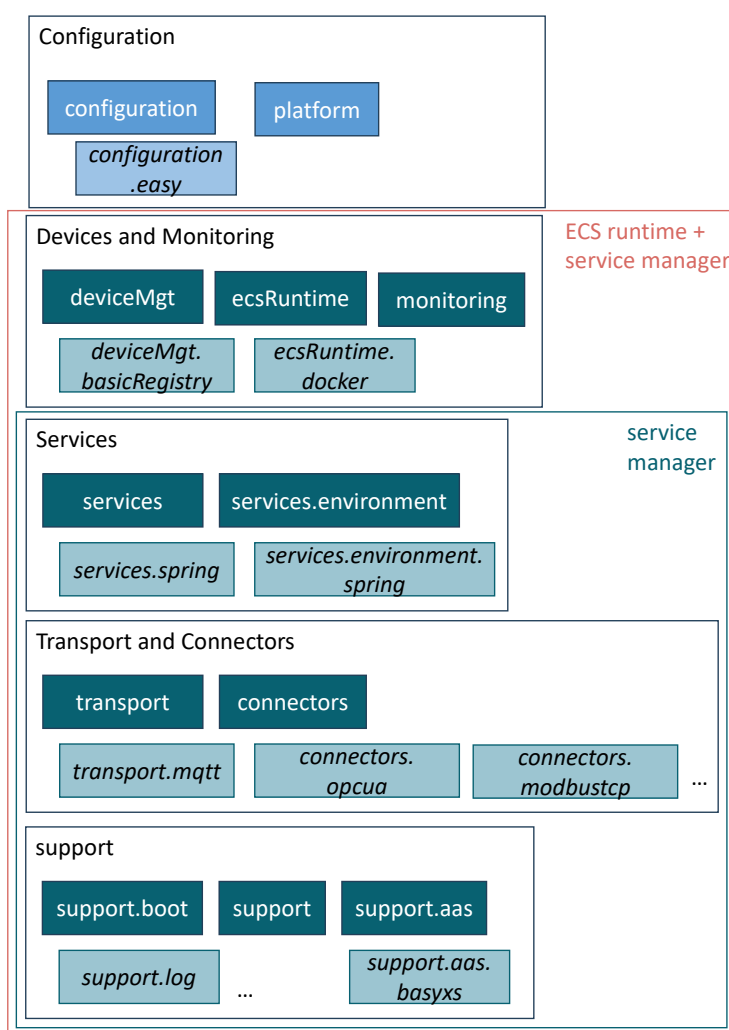 Configuration
configuration
platform
configuration
.easy
ECS runtime +
service manager
Devices and Monitoring
deviceMgt
ecsRuntime
monitoring
deviceMgt.
basicRegistry
ecsRuntime.
docker
service
manager
Services
services
services.environment
services.spring
services.environment.
spring
Transport and Connectors
transport
connectors
transport.mqtt
connectors.
opcua
connectors.
modbustcp
...
support
support.boot
support
support.aas
support.log
...
support.aas.
basyxs